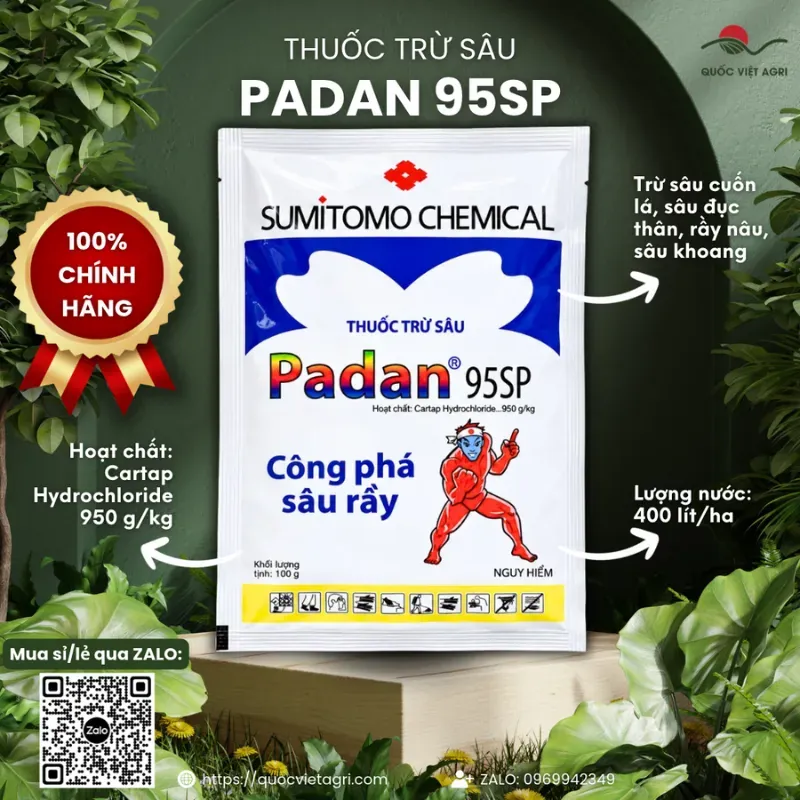 THUỐC TRỪ SÂU
PADAN 95SP
QUỐC VIỆT AGRI
100%
CHÍNH
HÃNG
Trừ sâu cuốn
lá, sâu đục
thân, rầy nâu,
sâu khoang
SUMITOMO CHEMICAL
THUỐC TRỪ SÂU
Padan® 95SP
Hoạt chất: Cartap Hydrochloride...950 g/kg
Công phá
sâu rầy
Hoạt chất:
Cartap
Hydrochloride
950 g/kg
Lượng nước:
400 lít/ha
Khối lượng
tịnh: 100 g
NGUY HIỂM
Mua sỉ/lẻ qua ZALO:
Zalo
https://quocvietagri.com
ZALO: 0969942349